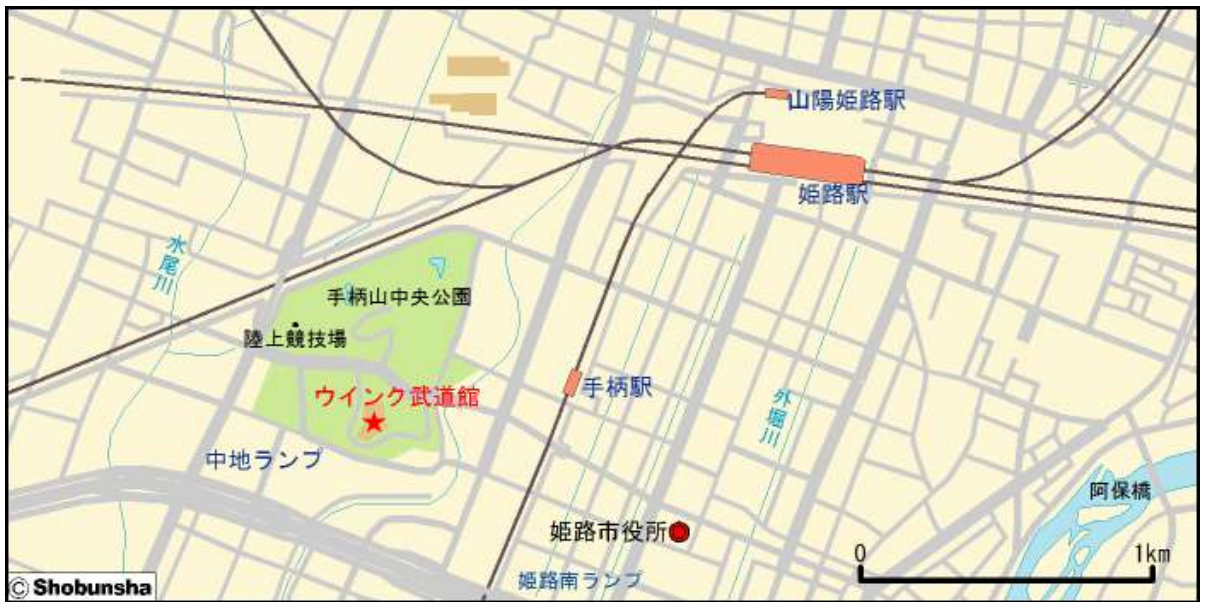 山陽姫路駅
姫路駅
水尾川
手柄山中央公園
陸上競技場
ウインク武道館
手柄駅
外堀川
中地ランプ
阿保橋
姫路市役所
0 1km
姫路南ランプ
© Shobunsha